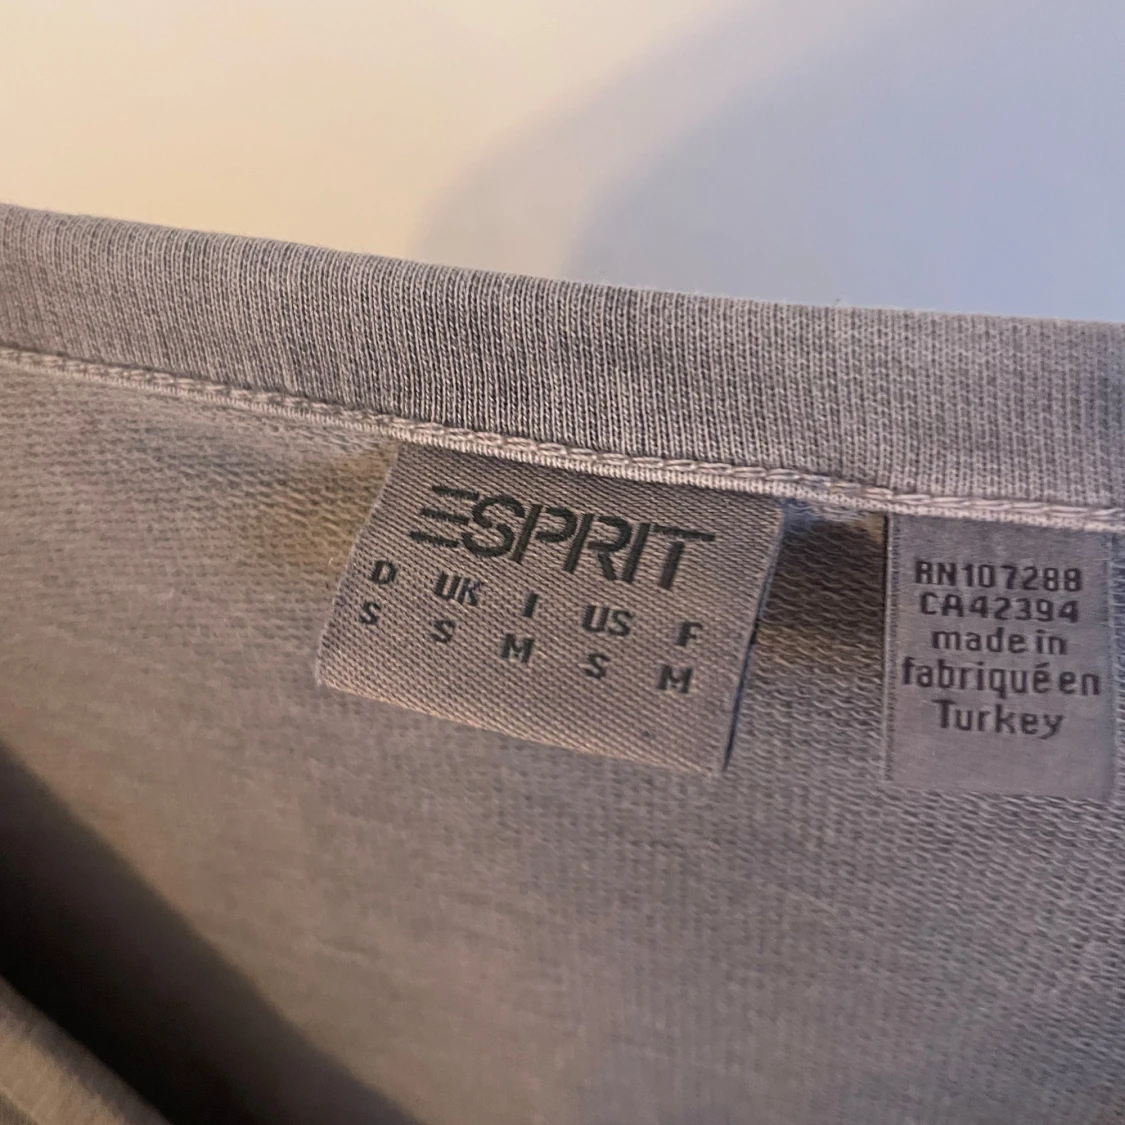 ESPRIT
D UK I US F
S S M S M
RN107288
CA42394
made in
fabriqué en
Turkey